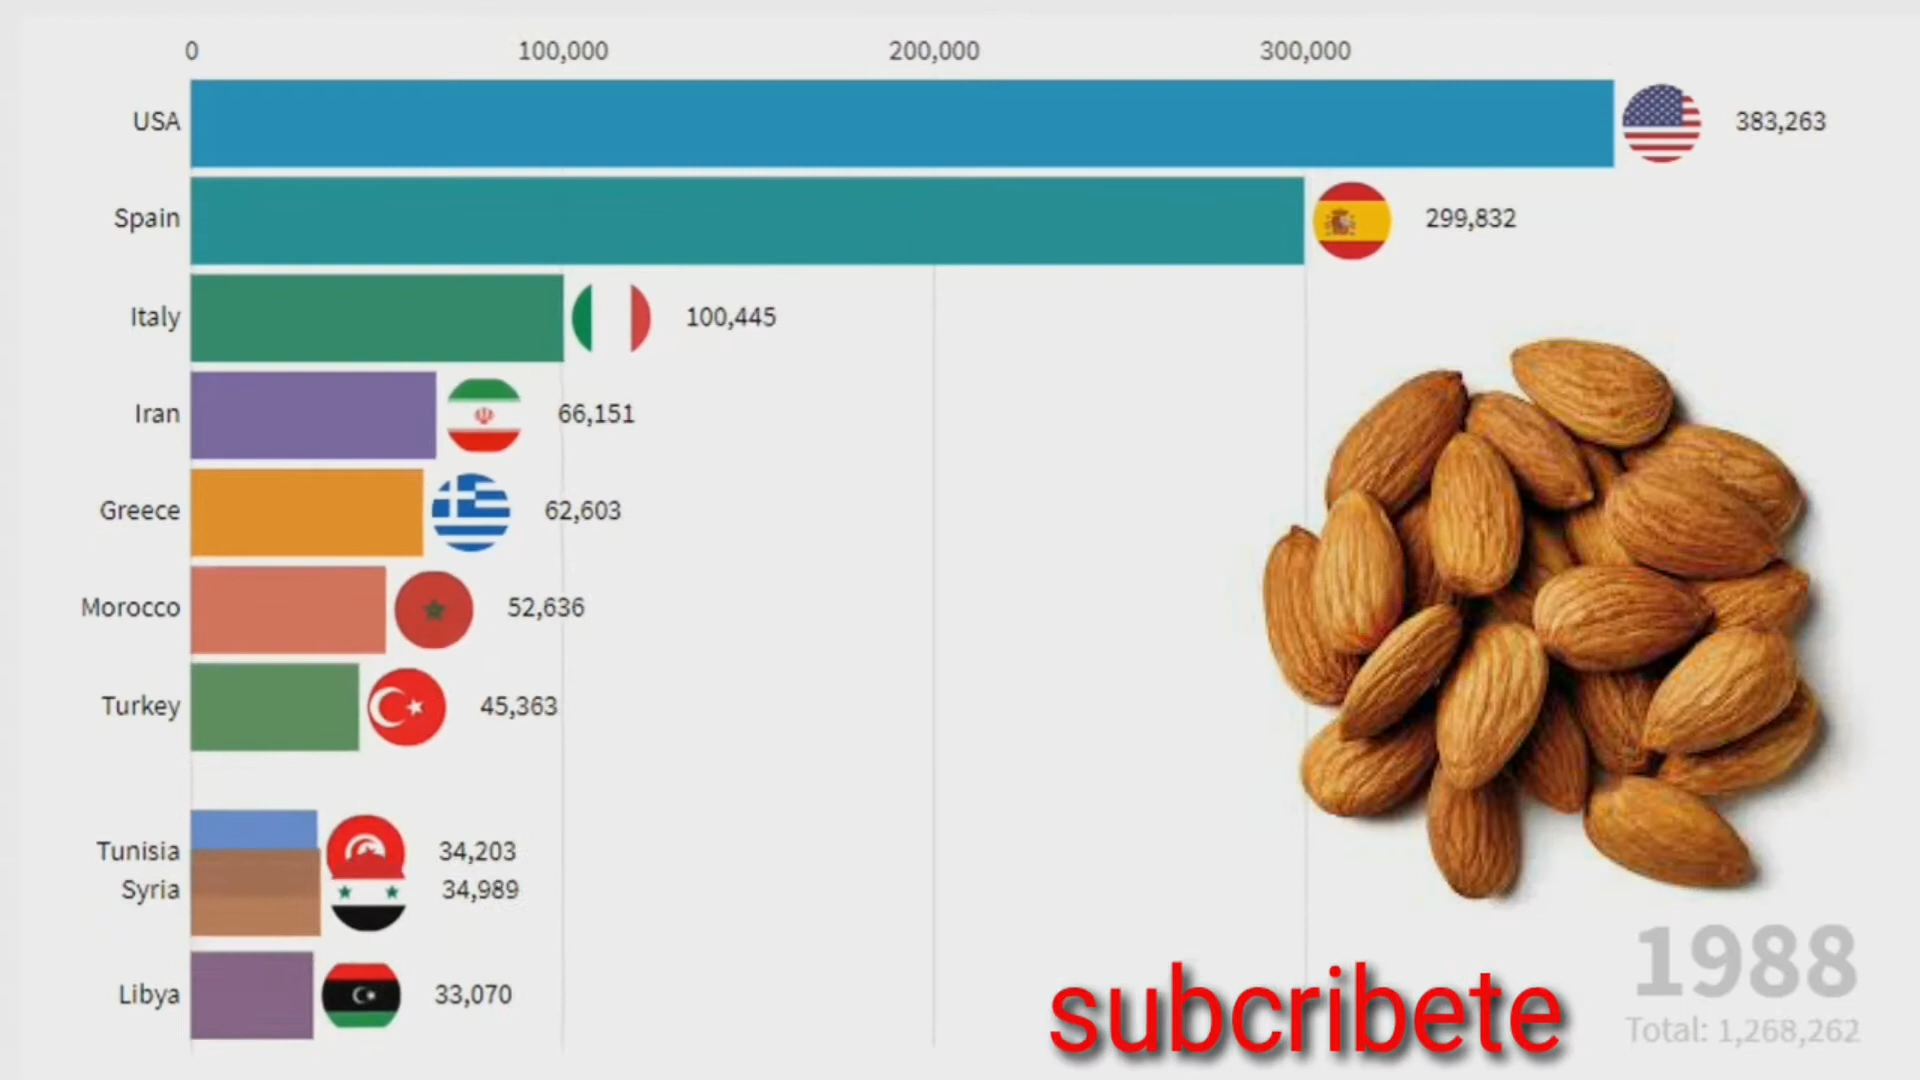 0 100,000 200,000 300,000
USA 383,263
Spain 299,832
Italy 100,445
Iran 66,151
Greece 62,603
Morocco 52,636
Turkey 45,363
Tunisia 34,203
Syria 34,989
Libya 33,070
subcribete
1988
Total: 1,268,262